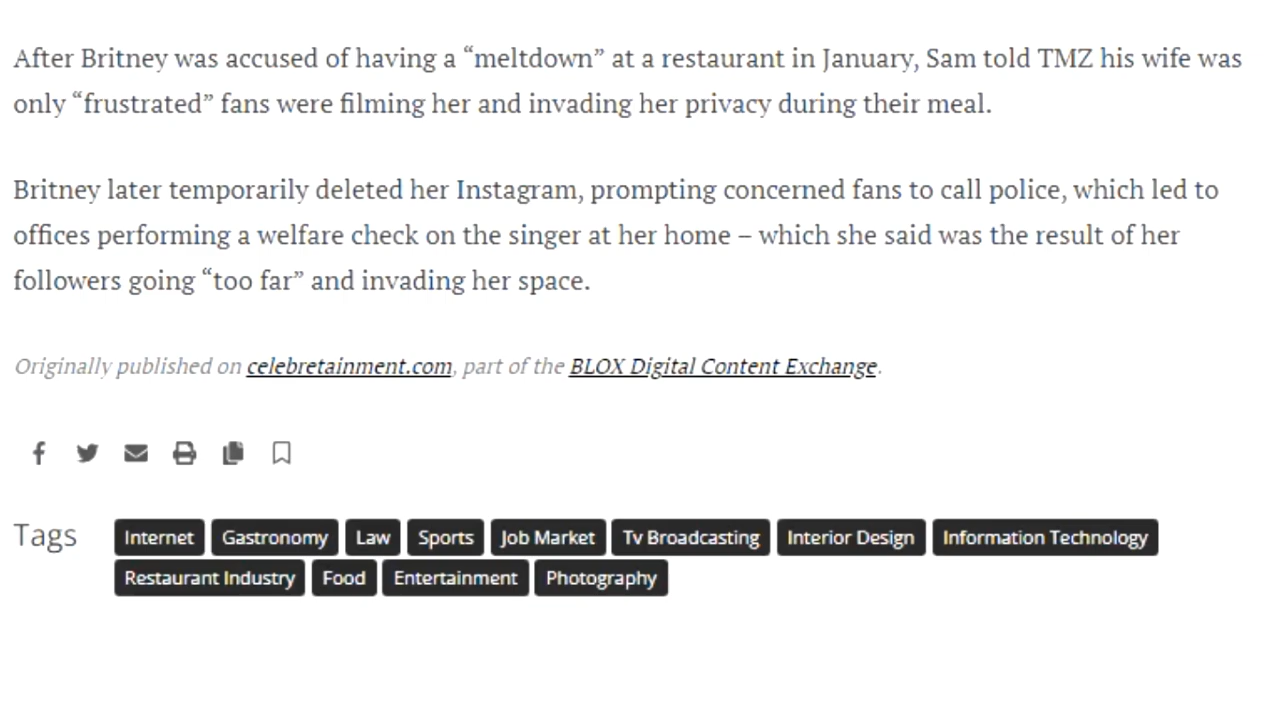 After Britney was accused of having a “meltdown” at a restaurant in January, Sam told TMZ his wife was
only “frustrated” fans were filming her and invading her privacy during their meal.
Britney later temporarily deleted her Instagram, prompting concerned fans to call police, which led to
offices performing a welfare check on the singer at her home – which she said was the result of her
followers going “too far” and invading her space.
Originally published on celebretainment.com, part of the BLOX Digital Content Exchange.
Tags Internet Gastronomy Law Sports Job Market Tv Broadcasting Interior Design Information Technology
Restaurant Industry Food Entertainment Photography